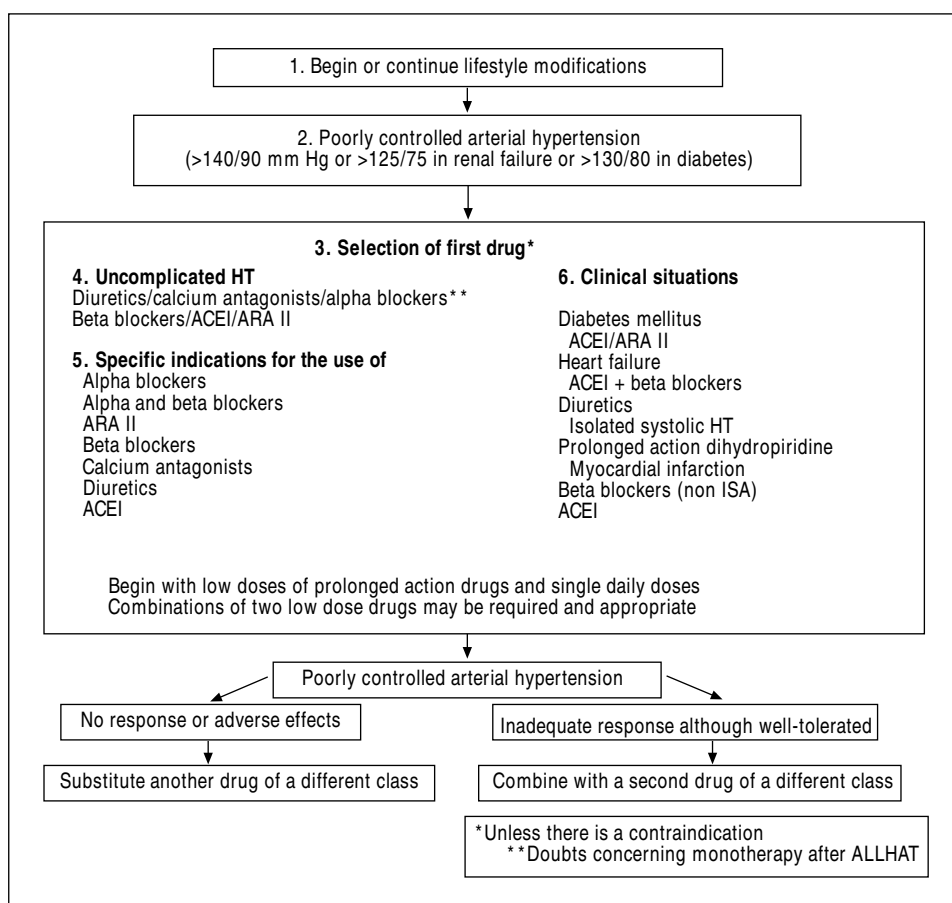 1. Begin or continue lifestyle modifications
2. Poorly controlled arterial hypertension
(>140/90 mm Hg or >125/75 in renal failure or >130/80 in diabetes)
3. Selection of first drug*
4. Uncomplicated HT
Diuretics/calcium antagonists/alpha blockers**
Beta blockers/ACEI/ARA II
5. Specific indications for the use of
Alpha blockers
Alpha and beta blockers
ARA II
Beta blockers
Calcium antagonists
Diuretics
ACEI
6. Clinical situations
Diabetes mellitus
ACEI/ARA II
Heart failure
ACEI + beta blockers
Diuretics
Isolated systolic HT
Prolonged action dihydropiridine
Myocardial infarction
Beta blockers (non ISA)
ACEI
Begin with low doses of prolonged action drugs and single daily doses
Combinations of two low dose drugs may be required and appropriate
Poorly controlled arterial hypertension
No response or adverse effects
Inadequate response although well-tolerated
Substitute another drug of a different class
Combine with a second drug of a different class
*Unless there is a contraindication
**Doubts concerning monotherapy after ALLHAT